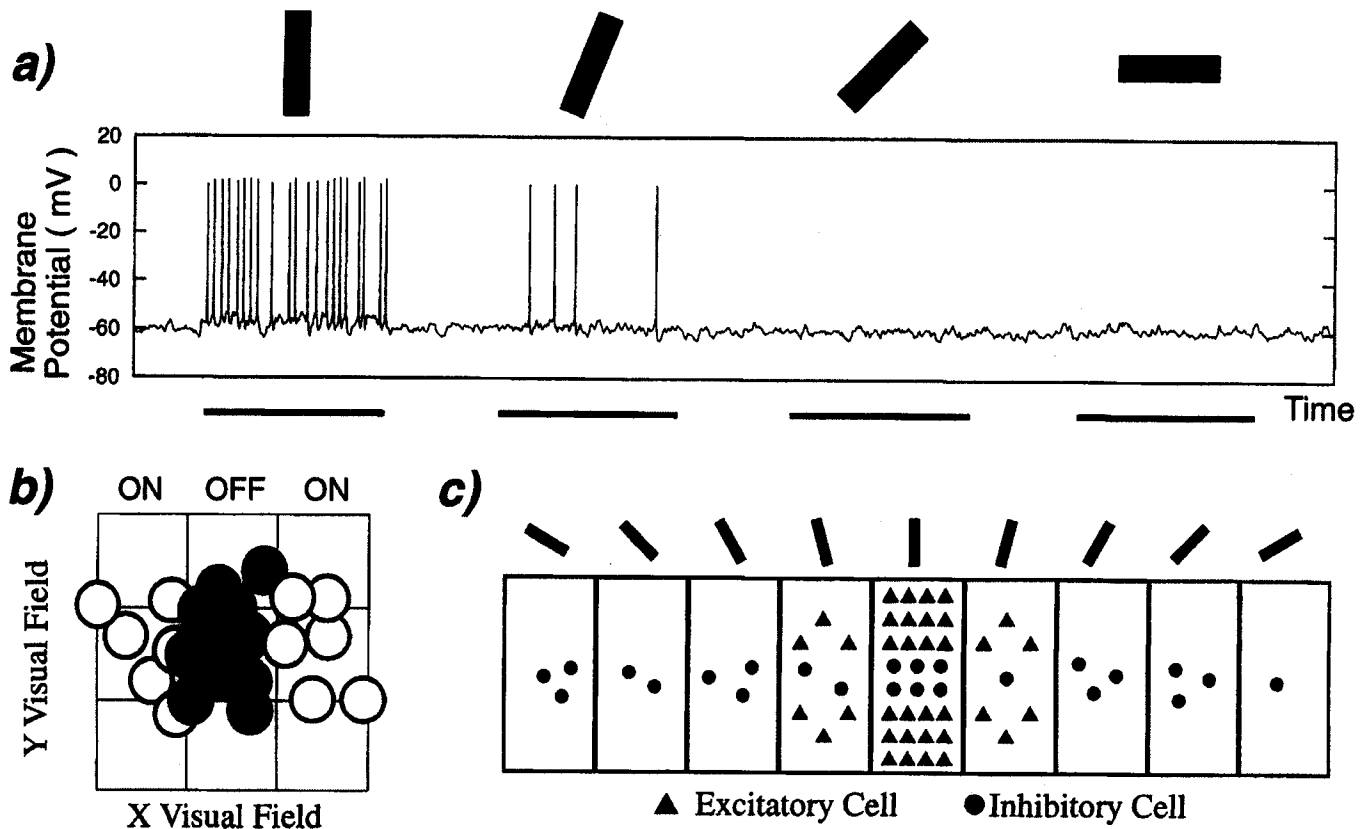 a)
20
0
-20
-40
-60
-80
Membrane
Potential ( mV )
Time
b)
ON OFF ON
Y Visual Field
X Visual Field
c)
Excitatory Cell Inhibitory Cell